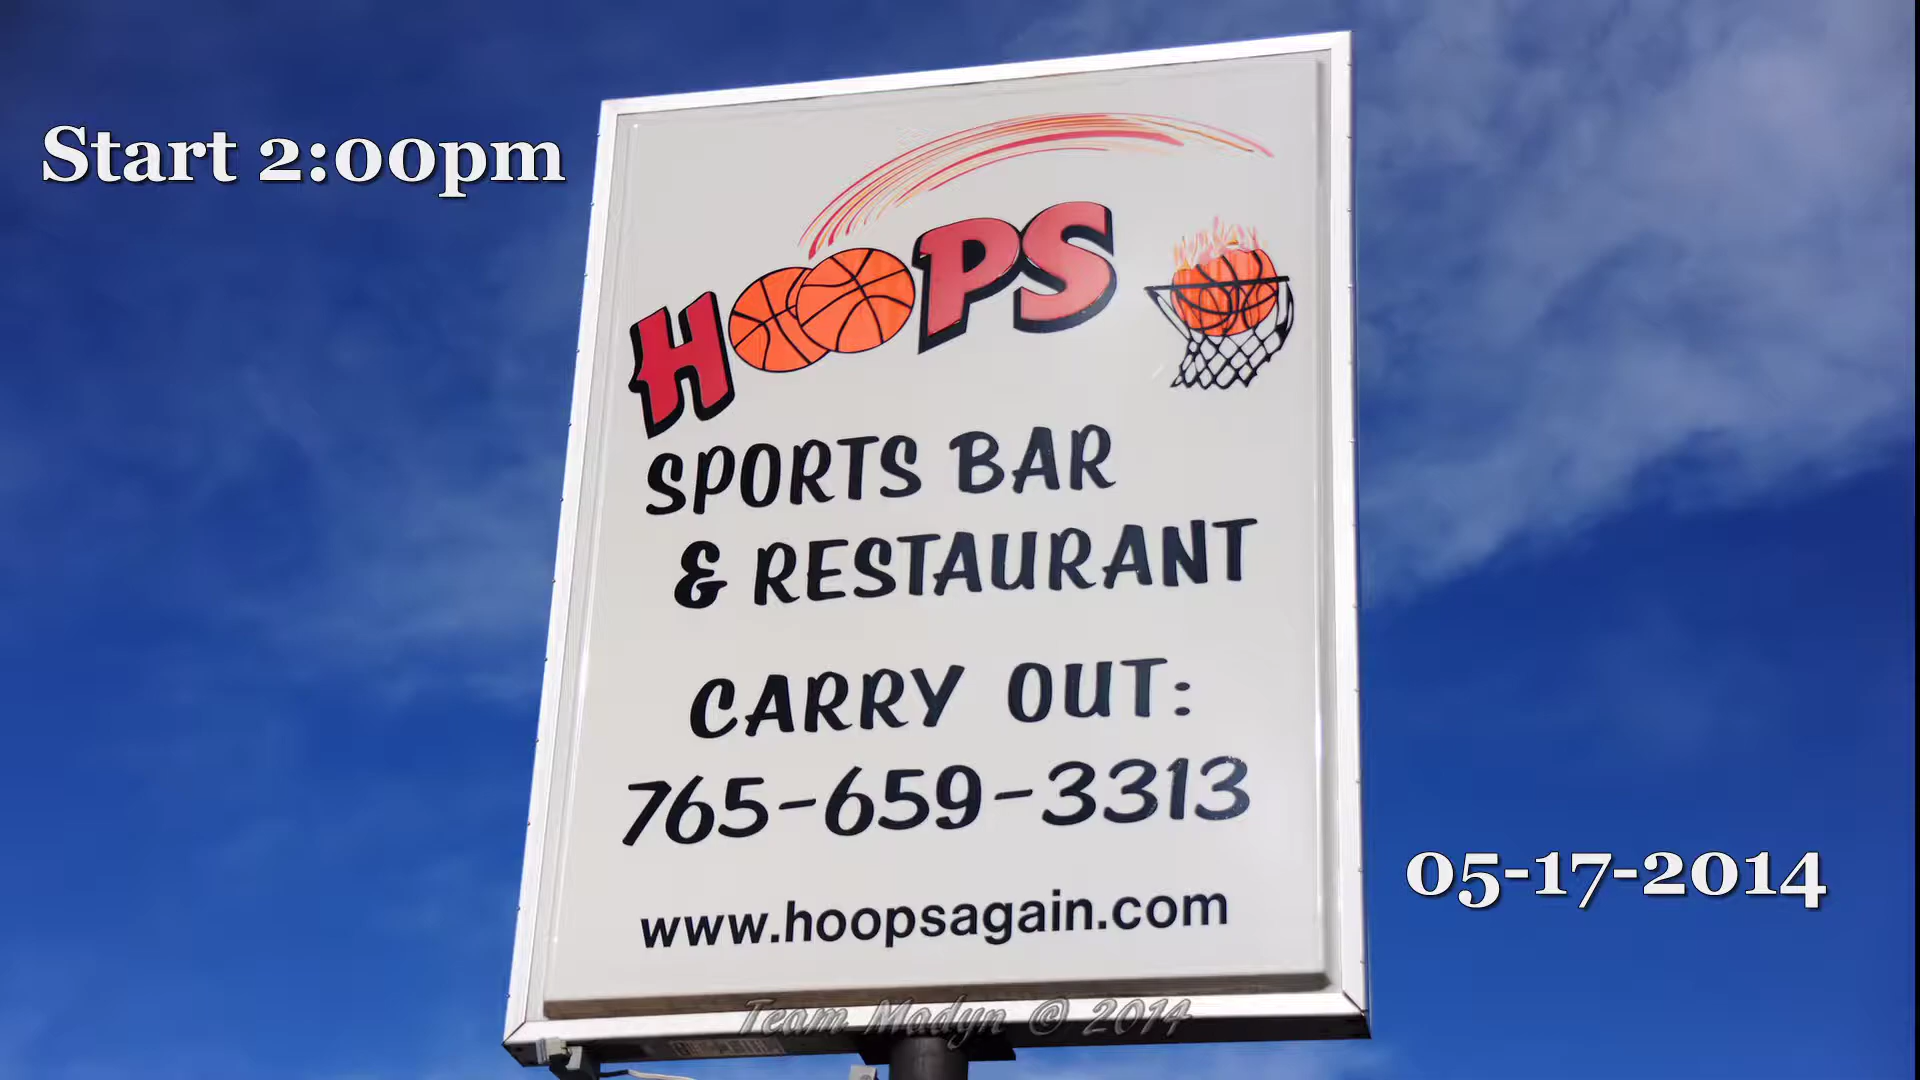 Start 2:00pm
HOOPS
SPORTS BAR
& RESTAURANT
CARRY OUT:
765-659-3313
www.hoopsagain.com
05-17-2014
Team Madyn © 2014